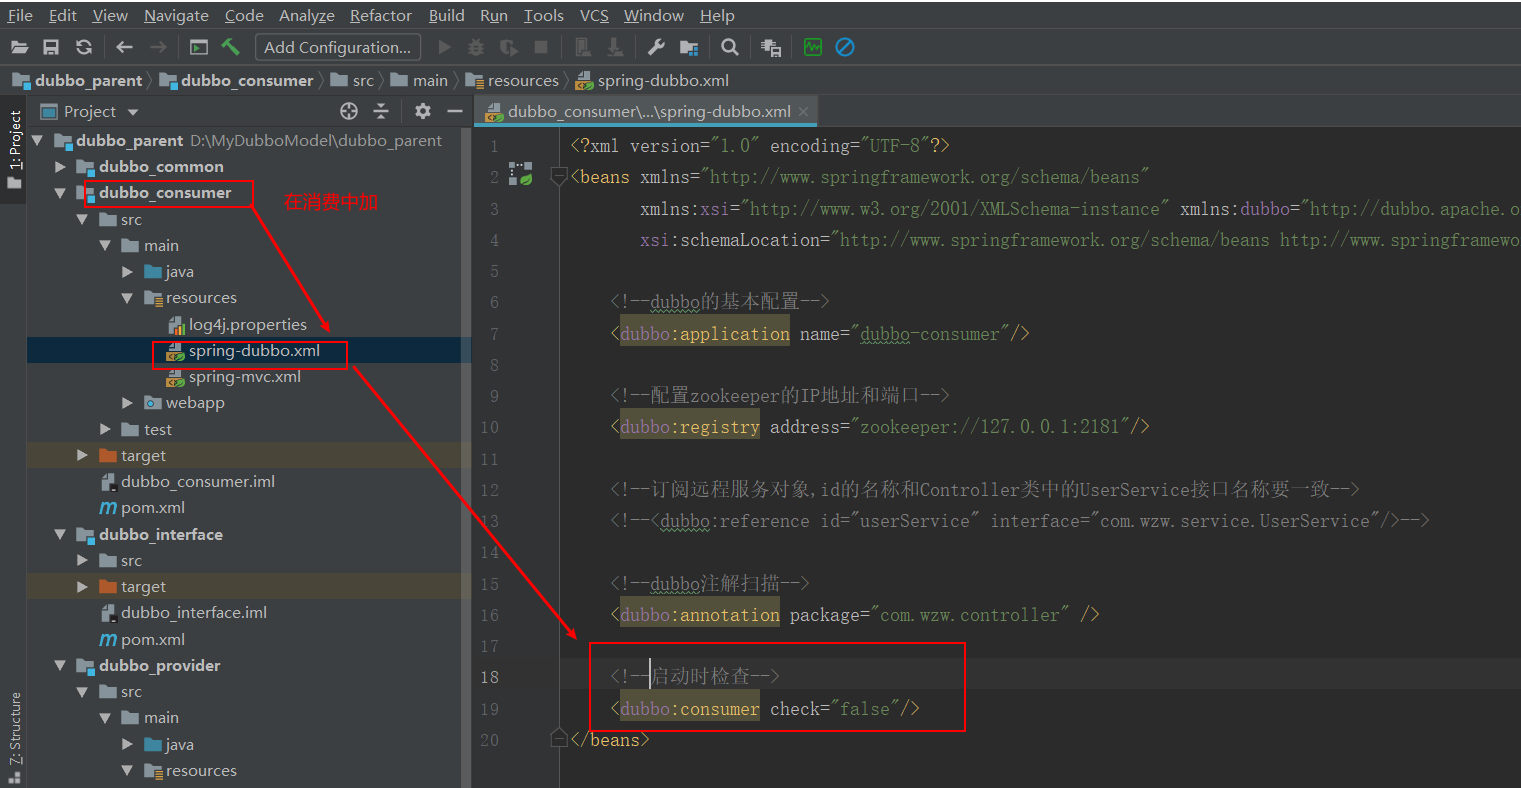 File Edit View Navigate Code Analyze Refactor Build Run Tools VCS Window Help
Add Configuration...
dubbo_parent dubbo_consumer src main resources spring-dubbo.xml
1: Project
Project
dubbo_consumer\...\spring-dubbo.xml
dubbo_parent D:\MyDubboModel\dubbo_parent
dubbo_common
dubbo_consumer
在消费中加
src
main
java
resources
log4j.properties
spring-dubbo.xml
spring-mvc.xml
webapp
test
target
dubbo_consumer.iml
pom.xml
dubbo_interface
src
target
dubbo_interface.iml
pom.xml
dubbo_provider
src
main
java
resources
Z: Structure
1 <?xml version="1.0" encoding="UTF-8"?>
2 <beans xmlns="http://www.springframework.org/schema/beans"
3 xmlns:xsi="http://www.w3.org/2001/XMLSchema-instance" xmlns:dubbo="http://dubbo.apache.o
4 xsi:schemaLocation="http://www.springframework.org/schema/beans http://www.springframewo
5
6 <!--dubbo的基本配置-->
7 <dubbo:application name="dubbo-consumer"/>
8
9 <!--配置zookeeper的IP地址和端口-->
10 <dubbo:registry address="zookeeper://127.0.0.1:2181"/>
11
12 <!--订阅远程服务对象,id的名称和Controller类中的UserService接口名称要一致-->
13 <!--<dubbo:reference id="userService" interface="com.wzw.service.UserService"/>-->
14
15 <!--dubbo注解扫描-->
16 <dubbo:annotation package="com.wzw.controller" />
17
18 <!--启动时检查-->
19 <dubbo:consumer check="false"/>
20 </beans>